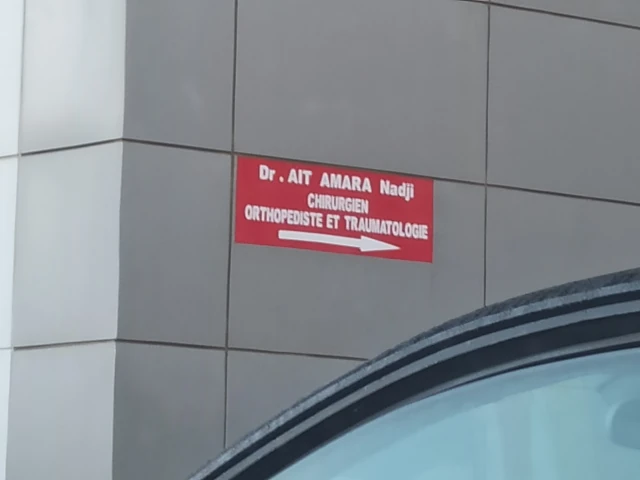 Dr. AIT AMARA Nadji
CHIRURGIEN
ORTHOPEDISTE ET TRAUMATOLOGIE